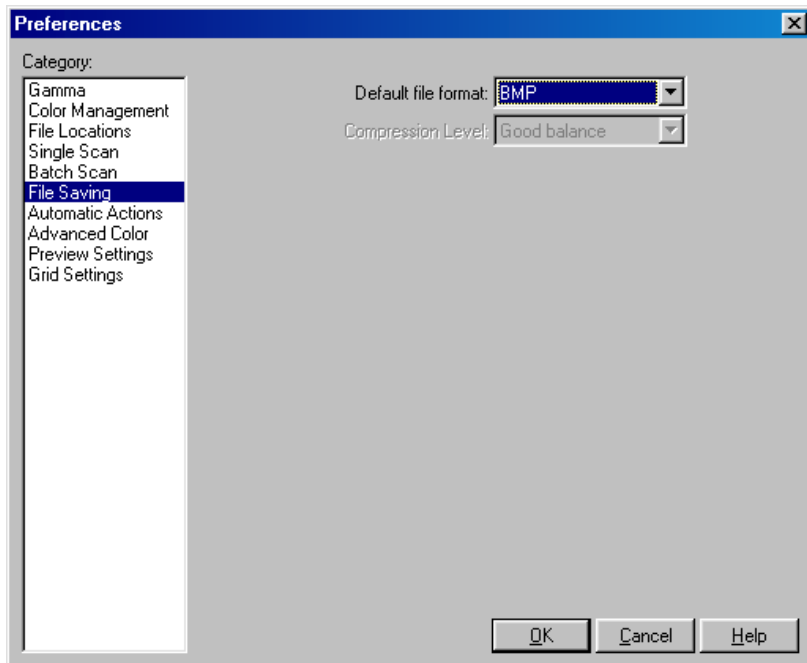 Preferences
Category:
Gamma
Color Management
File Locations
Single Scan
Batch Scan
File Saving
Automatic Actions
Advanced Color
Preview Settings
Grid Settings
Default file format: BMP
Compression Level: Good balance
OK Cancel Help